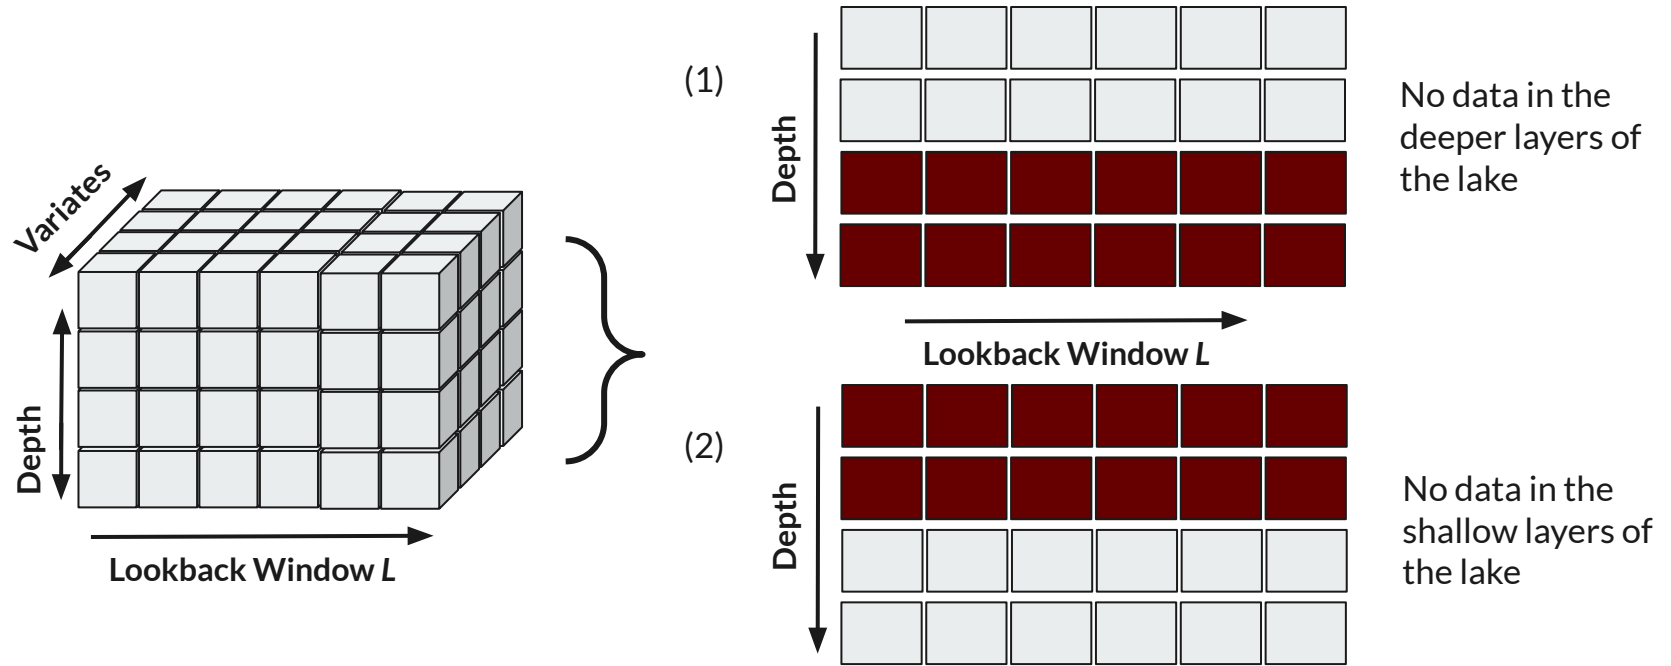 Variates
Depth
Lookback Window L
(1)
Depth
No data in the
deeper layers of
the lake
Lookback Window L
(2)
Depth
No data in the
shallow layers of
the lake